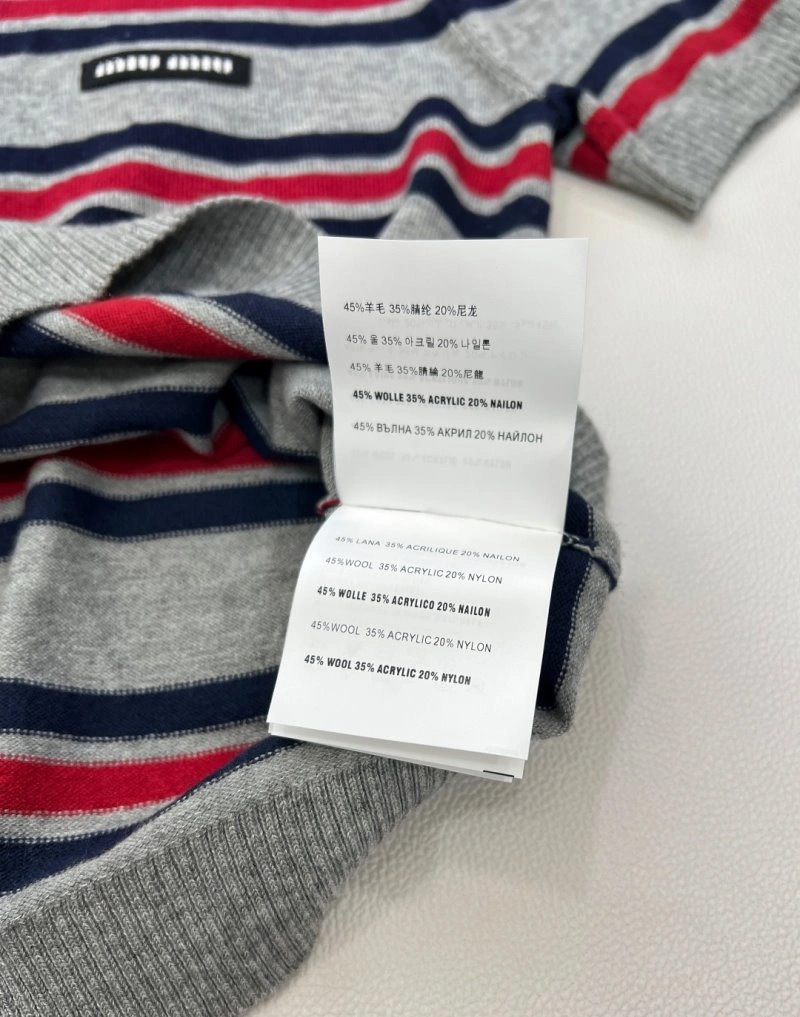 miu miu
45%羊毛 35%腈纶 20%尼龙
45% 울 35% 아크릴 20% 나일론
45% 羊毛 35%腈綸 20%尼龍
45% WOLLE 35% ACRYLIC 20% NAILON
45% ВЪЛНА 35% АКРИЛ 20% НАЙЛОН
45% LANA 35% ACRILIQUE 20% NAILON
45%WOOL 35% ACRYLIC 20% NYLON
45% WOLLE 35% ACRYLICO 20% NAILON
45%WOOL 35% ACRYLIC 20% NYLON
45% WOOL 35% ACRYLIC 20% NYLON